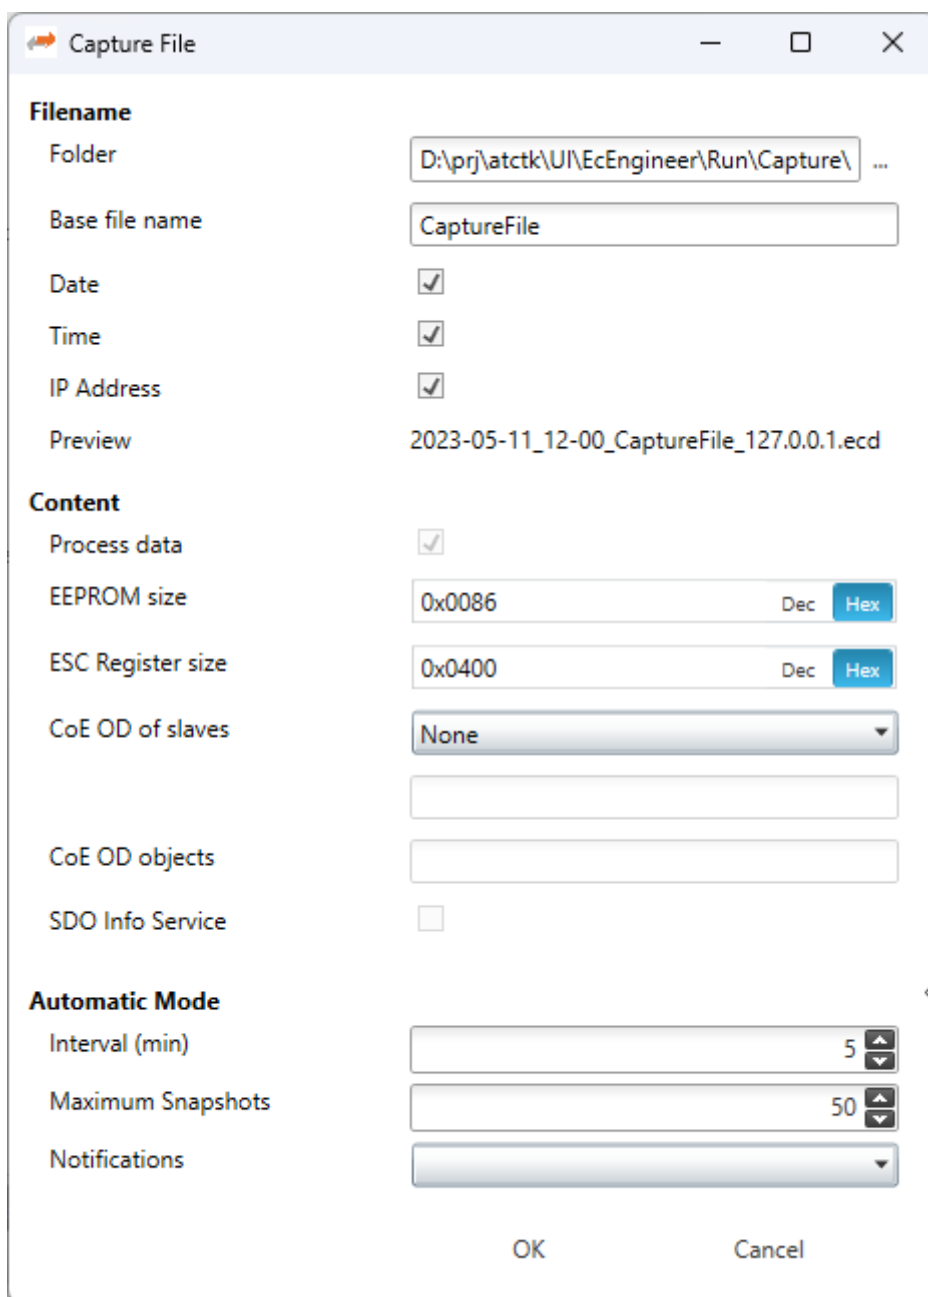 Capture File
Filename
Folder D:\prj\atctk\UI\EcEngineer\Run\Capture\ ...
Base file name CaptureFile
Date
Time
IP Address
Preview 2023-05-11_12-00_CaptureFile_127.0.0.1.ecd
Content
Process data
EEPROM size 0x0086 Dec Hex
ESC Register size 0x0400 Dec Hex
CoE OD of slaves None
CoE OD objects
SDO Info Service
Automatic Mode
Interval (min) 5
Maximum Snapshots 50
Notifications
OK Cancel